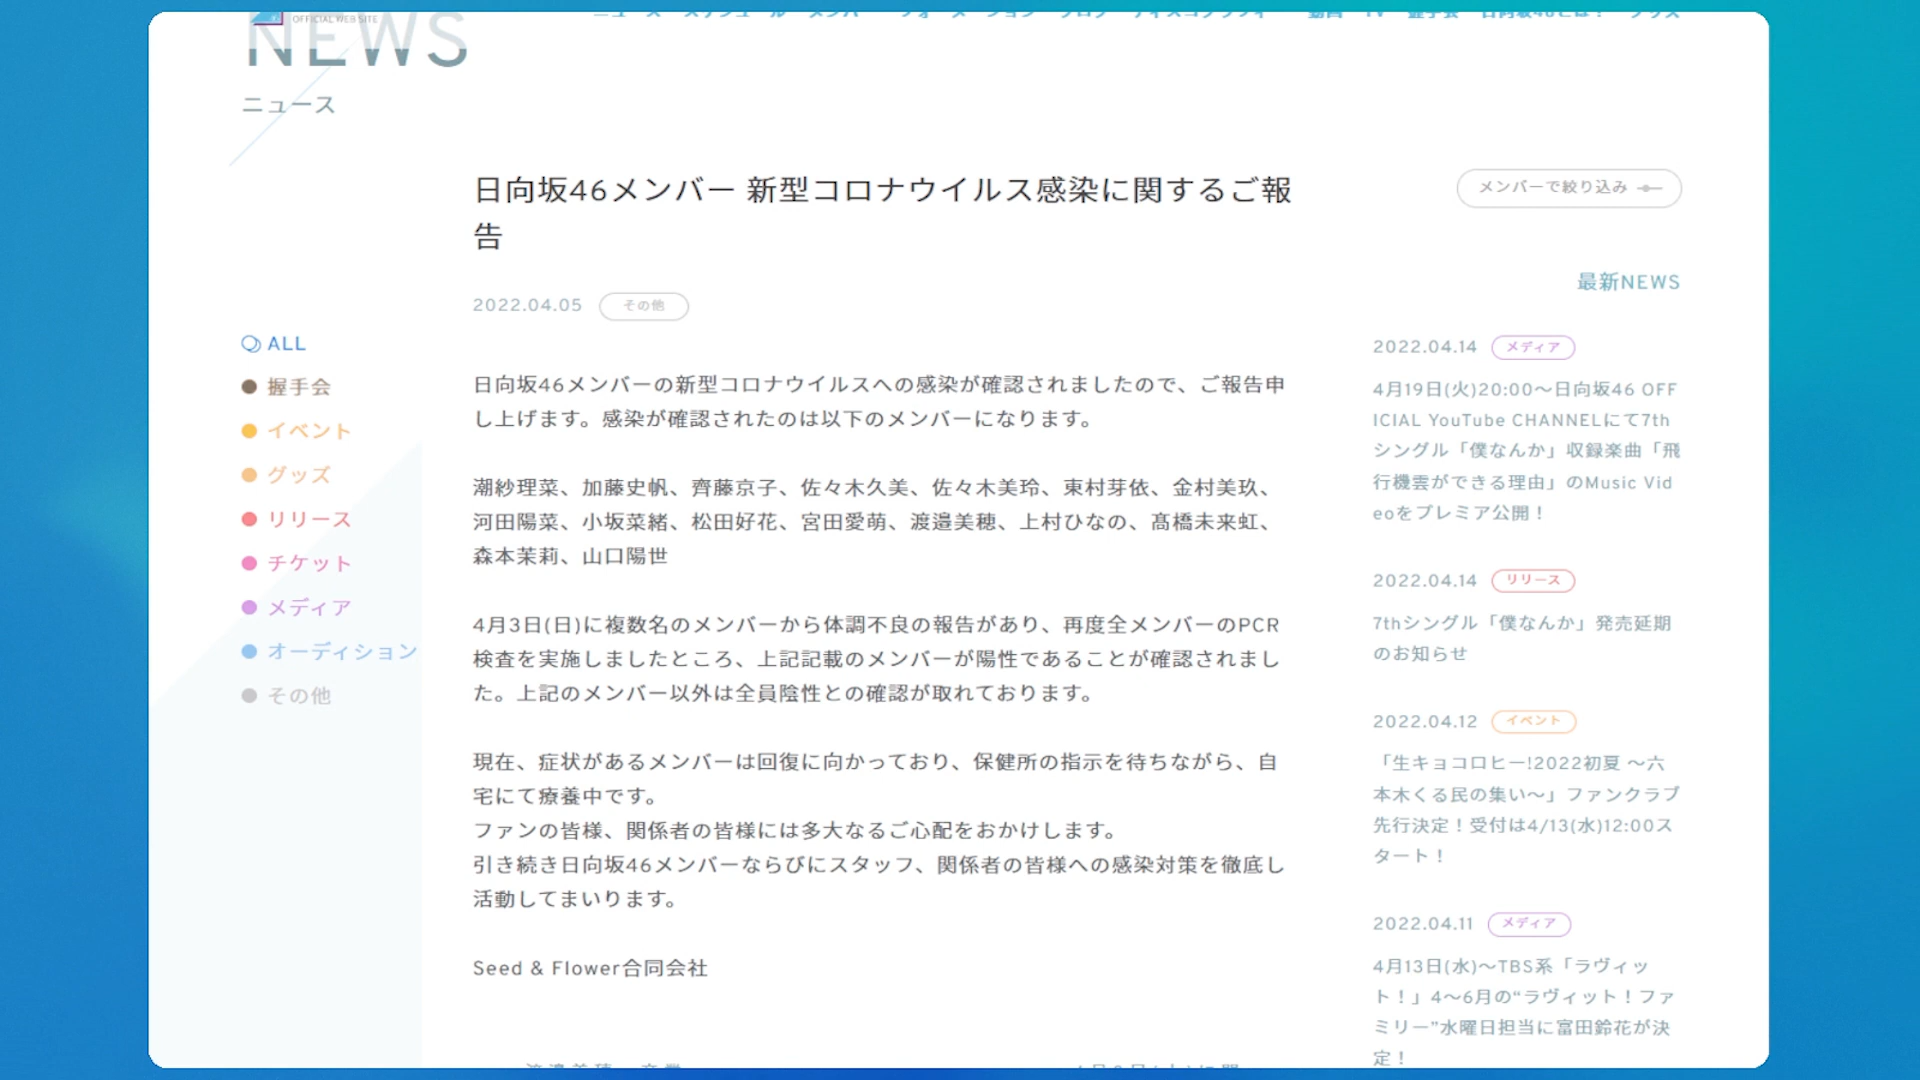 OFFICIAL WEB SITE
NEWS
ニュース
日向坂46メンバー 新型コロナウイルス感染に関するご報
告
2022.04.05 その他
日向坂46メンバーの新型コロナウイルスへの感染が確認されましたので、ご報告申
し上げます。感染が確認されたのは以下のメンバーになります。
潮紗理菜、加藤史帆、齊藤京子、佐々木久美、佐々木美玲、東村芽依、金村美玖、
河田陽菜、小坂菜緒、松田好花、宮田愛萌、渡邉美穂、上村ひなの、髙橋未来虹、
森本茉莉、山口陽世
4月3日(日)に複数名のメンバーから体調不良の報告があり、再度全メンバーのPCR
検査を実施しましたところ、上記記載のメンバーが陽性であることが確認されまし
た。上記のメンバー以外は全員陰性との確認が取れております。
現在、症状があるメンバーは回復に向かっており、保健所の指示を待ちながら、自
宅にて療養中です。
ファンの皆様、関係者の皆様には多大なるご心配をおかけします。
引き続き日向坂46メンバーならびにスタッフ、関係者の皆様への感染対策を徹底し
活動してまいります。
Seed & Flower合同会社
ALL
握手会
イベント
グッズ
リリース
チケット
メディア
オーディション
その他
メンバーで絞り込み
最新NEWS
2022.04.14 メディア
4月19日(火)20:00〜日向坂46 OFF
ICIAL YouTube CHANNELにて7th
シングル「僕なんか」収録楽曲「飛
行機雲ができる理由」のMusic Vid
eoをプレミア公開！
2022.04.14 リリース
7thシングル「僕なんか」発売延期
のお知らせ
2022.04.12 イベント
「生キョコロヒー!2022初夏 〜六
本木くる民の集い〜」ファンクラブ
先行決定！受付は4/13(水)12:00ス
タート！
2022.04.11 メディア
4月13日(水)〜TBS系「ラヴィッ
ト！」4〜6月の“ラヴィット！ファ
ミリー”水曜日担当に富田鈴花が決
定！